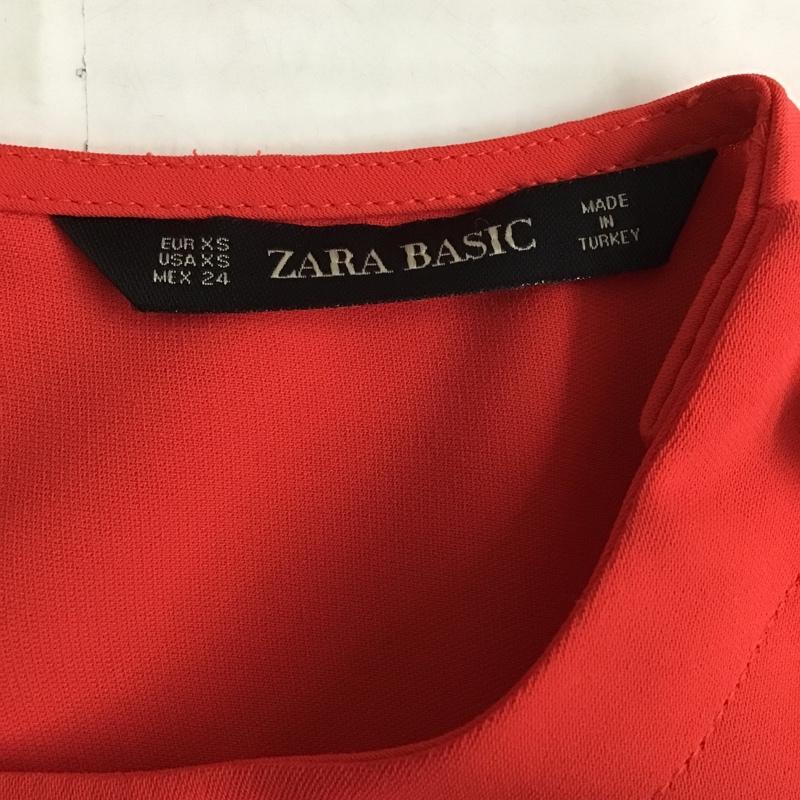 EUR XS
USA XS
MEX 24
ZARA BASIC
MADE
IN
TURKEY